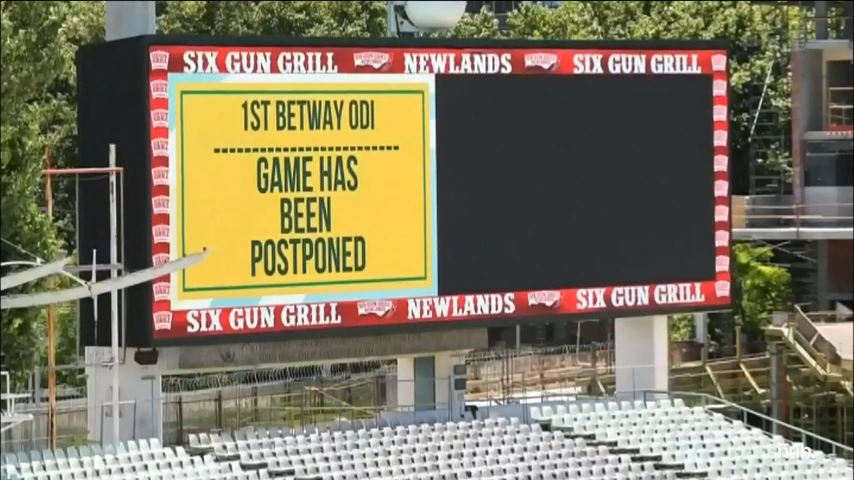 SIX GUN GRILL NEWLANDS SIX GUN GRILL
1ST BETWAY ODI
GAME HAS
BEEN
POSTPONED
SIX GUN GRILL NEWLANDS SIX GUN GRILL